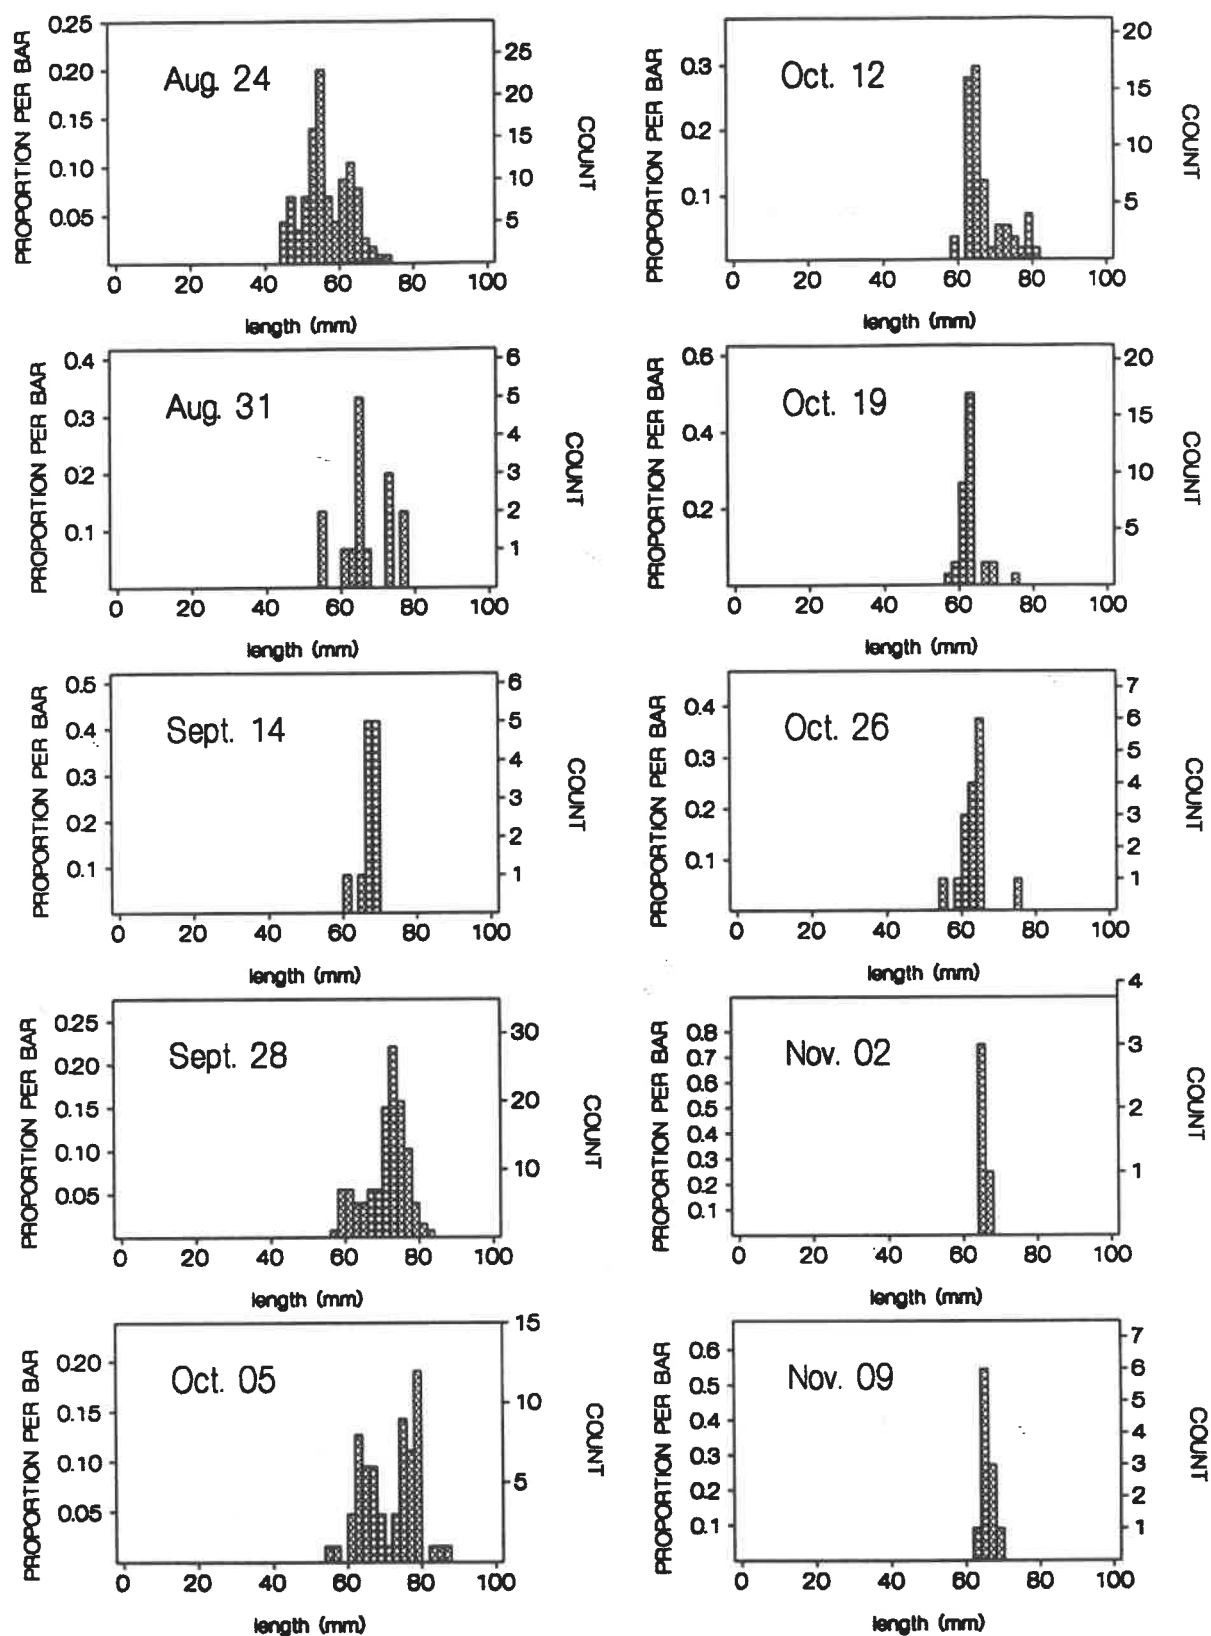 Aug. 24
PROPORTION PER BAR
0.25
0.20
0.15
0.10
0.05
25
20
15
10
5
COUNT
0 20 40 60 80 100
length (mm)
Oct. 12
PROPORTION PER BAR
0.3
0.2
0.1
20
15
10
5
COUNT
0 20 40 60 80 100
length (mm)
Aug. 31
PROPORTION PER BAR
0.4
0.3
0.2
0.1
6
5
4
3
2
1
COUNT
0 20 40 60 80 100
length (mm)
Oct. 19
PROPORTION PER BAR
0.6
0.4
0.2
20
15
10
5
COUNT
0 20 40 60 80 100
length (mm)
Sept. 14
PROPORTION PER BAR
0.5
0.4
0.3
0.2
0.1
6
5
4
3
2
1
COUNT
0 20 40 60 80 100
length (mm)
Oct. 26
PROPORTION PER BAR
0.4
0.3
0.2
0.1
7
6
5
4
3
2
1
COUNT
0 20 40 60 80 100
length (mm)
Sept. 28
PROPORTION PER BAR
0.25
0.20
0.15
0.10
0.05
30
20
10
COUNT
0 20 40 60 80 100
length (mm)
Nov. 02
PROPORTION PER BAR
0.8
0.7
0.6
0.5
0.4
0.3
0.2
0.1
4
3
2
1
COUNT
0 20 40 60 80 100
length (mm)
Oct. 05
PROPORTION PER BAR
0.20
0.15
0.10
0.05
15
10
5
COUNT
0 20 40 60 80 100
length (mm)
Nov. 09
PROPORTION PER BAR
0.6
0.5
0.4
0.3
0.2
0.1
7
6
5
4
3
2
1
COUNT
0 20 40 60 80 100
length (mm)